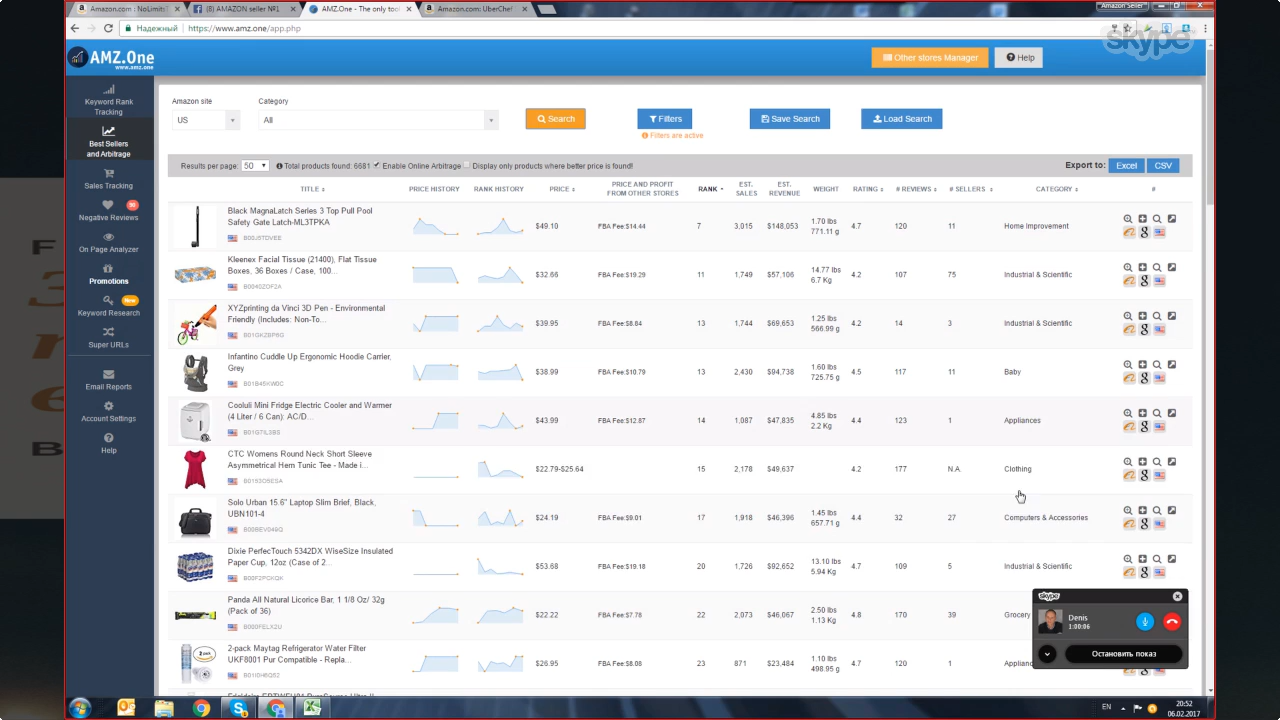 Amazon.com : NoLimits
(8) AMAZON seller №1
AMZ.One - The only tool
Amazon.com: UberChef
Amazon Seller
Надежный https://www.amz.one/app.php
skype
AMZ.One
www.amz.one
Other stores Manager
Help
Keyword Rank
Tracking
Best Sellers
and Arbitrage
Sales Tracking
90
Negative Reviews
On Page Analyzer
Promotions
New
Keyword Research
Super URLs
Email Reports
Account Settings
Help
Amazon site
Category
US
All
Search
Filters
Filters are active
Save Search
Load Search
Results per page: 50 Total products found: 6681 Enable Online Arbitrage Display only products where better price is found!
Export to: Excel CSV
TITLE PRICE HISTORY RANK HISTORY PRICE PRICE AND PROFIT FROM OTHER STORES RANK EST. SALES EST. REVENUE WEIGHT RATING # REVIEWS # SELLERS CATEGORY #
Black MagnaLatch Series 3 Top Pull Pool
Safety Gate Latch-ML3TPKA
$49.10 FBA Fee:$14.44 7 3,015 $148,053 1.70 lbs 771.11 g 4.7 120 11 Home Improvement
Kleenex Facial Tissue (21400), Flat Tissue
Boxes, 36 Boxes / Case, 100...
$32.66 FBA Fee:$19.29 11 1,749 $57,106 14.77 lbs 6.7 Kg 4.2 107 75 Industrial & Scientific
XYZprinting da Vinci 3D Pen - Environmental
Friendly (Includes: Non-To...
$39.95 FBA Fee:$8.84 13 1,744 $69,653 1.25 lbs 566.99 g 4.2 14 3 Industrial & Scientific
Infantino Cuddle Up Ergonomic Hoodie Carrier,
Grey
$38.99 FBA Fee:$10.79 13 2,430 $94,738 1.60 lbs 725.75 g 4.5 117 11 Baby
Cooluli Mini Fridge Electric Cooler and Warmer
(4 Liter / 6 Can): AC/D...
$43.99 FBA Fee:$12.87 14 1,087 $47,835 4.85 lbs 2.2 Kg 4.4 123 1 Appliances
CTC Womens Round Neck Short Sleeve
Asymmetrical Hem Tunic Tee - Made i...
$22.79-$25.64 15 2,178 $49,637 4.2 177 N.A. Clothing
Solo Urban 15.6" Laptop Slim Brief, Black,
UBN101-4
$24.19 FBA Fee:$9.01 17 1,918 $46,396 1.45 lbs 657.71 g 4.4 32 27 Computers & Accessories
Dixie PerfecTouch 5342DX WiseSize Insulated
Paper Cup, 12oz (Case of 2...
$53.68 FBA Fee:$19.18 20 1,726 $92,652 13.10 lbs 5.94 Kg 4.7 109 5 Industrial & Scientific
Panda All Natural Licorice Bar, 1 1/8 Oz/ 32g
(Pack of 36)
$22.22 FBA Fee:$7.76 22 2,073 $46,067 2.50 lbs 1.13 Kg 4.8 170 39 Grocery
2-pack Maytag Refrigerator Water Filter
UKF8001 Pur Compatible - Repla...
$26.95 FBA Fee:$8.08 23 871 $23,484 1.10 lbs 498.95 g 4.7 120 1
skype
Denis
1:00:06
Остановить показ
EN
20:52
06.02.2017